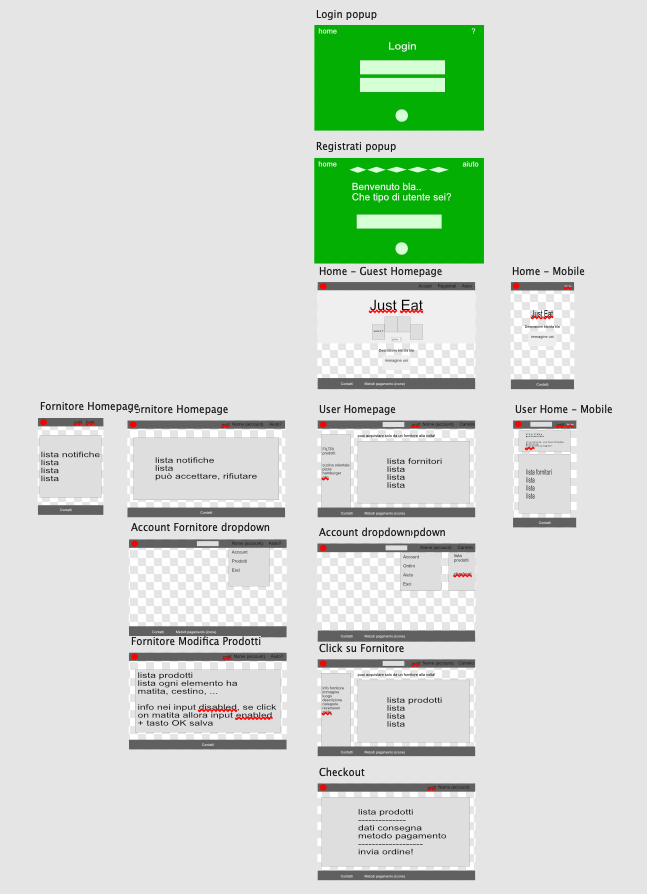 Login popup
home
?
Login
Registrati popup
home
aiuto
Benvenuto bla..
Che tipo di utente sei?
Home - Guest Homepage
Home - Mobile
Accedi Registrati Aiuto
Just Eat
Just Eat
Descrizione bla bla bla
Descrizione bla bla bla
immagine uni
immagine uni
Contatti Metodi pagamento (icone)
Contatti
Fornitore Homepage
ornitore Homepage
User Homepage
User Home - Mobile
Nome (account) Aiuto?
Nome (account) Carrello
puoi acquistare solo da un fornitore alla volta!
lista notifiche
lista
lista
lista
lista notifiche
lista
può accettare, rifiutare
FILTRI
prodotti
cucina orientale
pizza
hamburger
lista fornitori
lista
lista
lista
lista fornitori
lista
lista
lista
Contatti
Contatti
Contatti Metodi pagamento (icone)
Contatti
Account Fornitore dropdown
Account dropdownpdown
Nome (account) Aiuto?
Account
Prodotti
Esci
Nome (account) Carrello
Account
Ordini
Aiuto
Esci
lista
prodotti
checkout
Contatti Metodi pagamento (icone)
Contatti Metodi pagamento (icone)
Fornitore Modifica Prodotti
Click su Fornitore
Nome (account) Aiuto?
lista prodotti
lista ogni elemento ha
matita, cestino, ...
info nei input disabled, se click
on matita allora input enabled
+ tasto OK salva
Contatti
Nome (account) Carrello
puoi acquistare solo da un fornitore alla volta!
info fornitore
immagine
luogo
descrizione
categorie
recensioni
lista prodotti
lista
lista
lista
Contatti Metodi pagamento (icone)
Checkout
Nome (account)
lista prodotti
--------------
dati consegna
metodo pagamento
-------------------
invia ordine!
Contatti Metodi pagamento (icone)